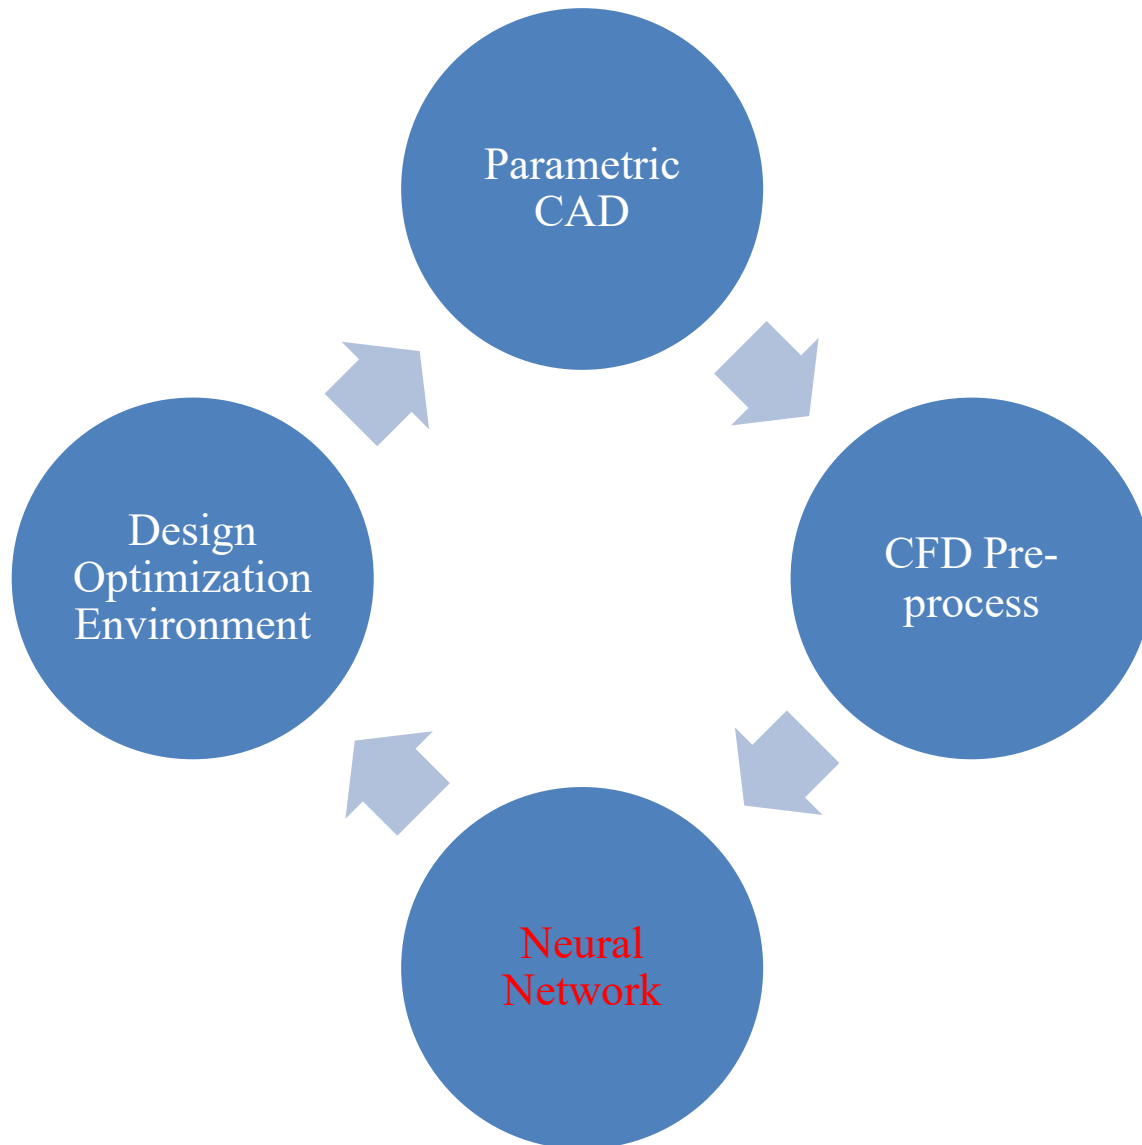 Parametric
CAD
Design
Optimization
Environment
CFD Pre-
process
Neural
Network